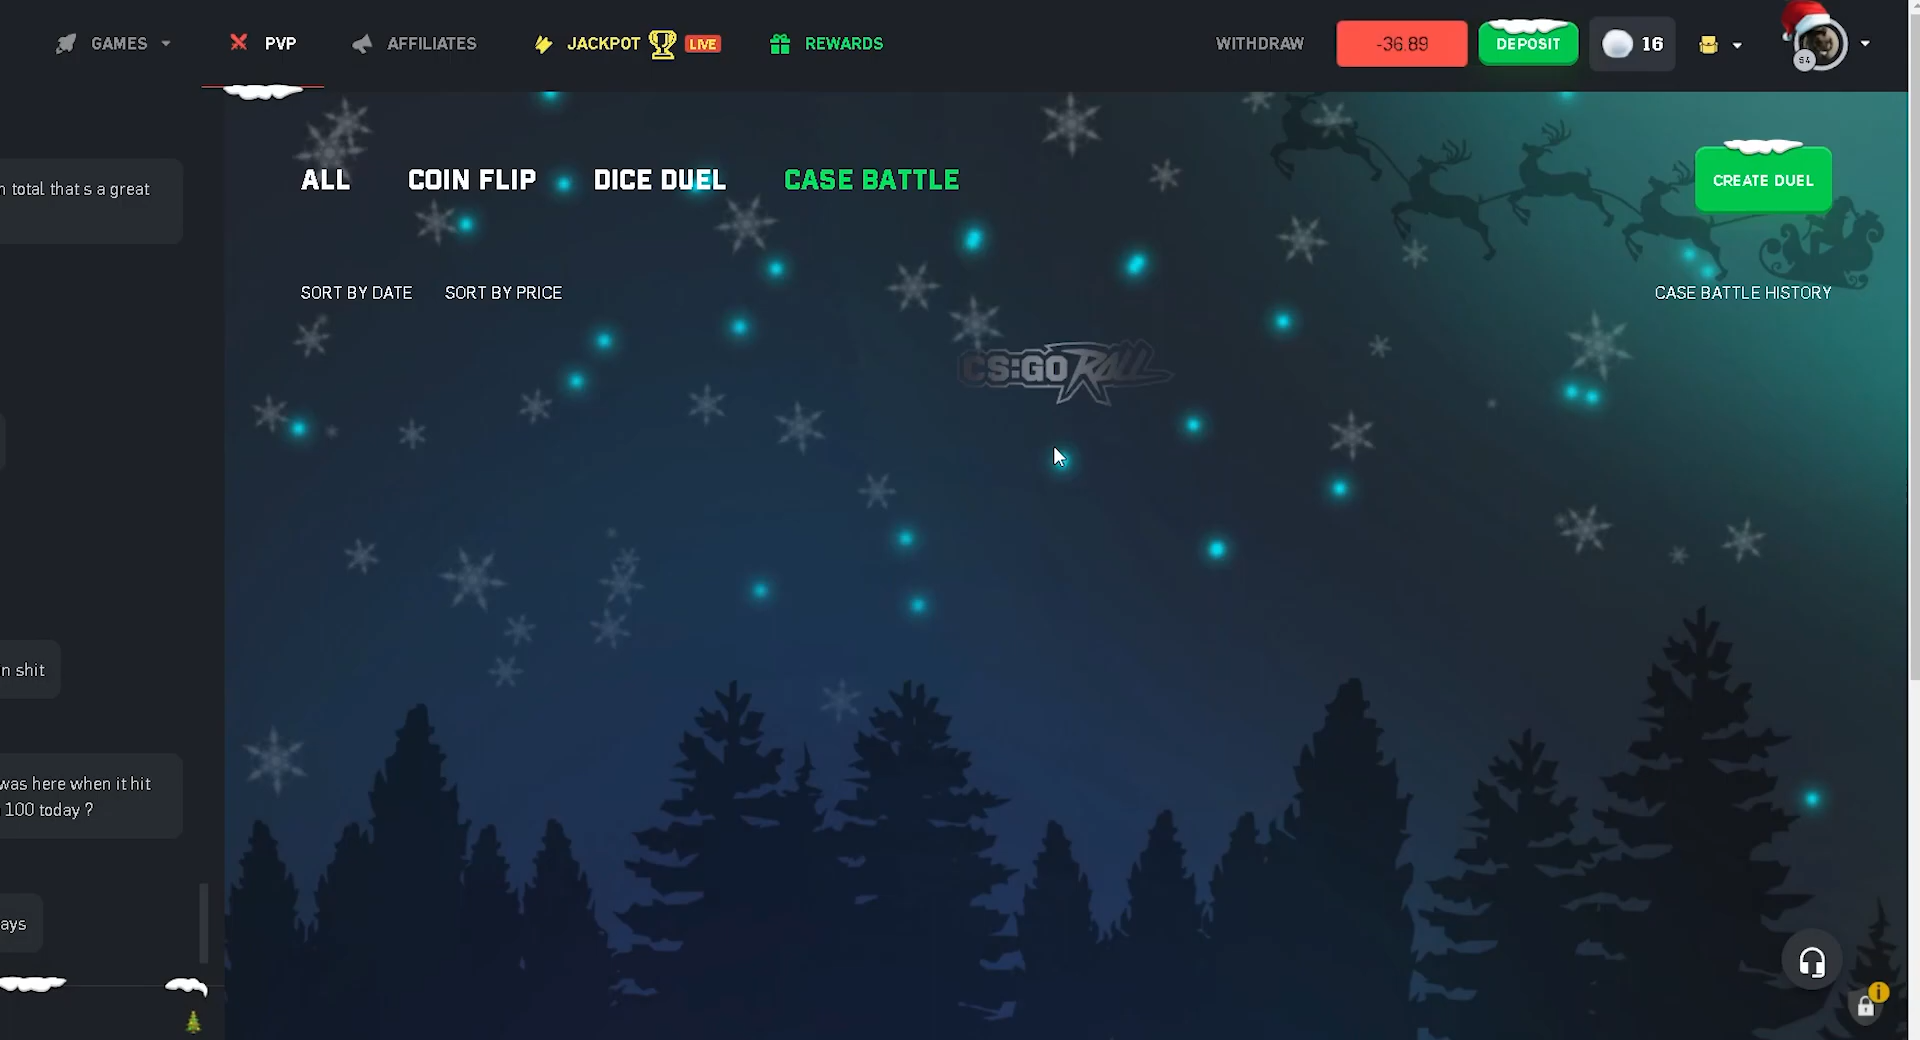 GAMES
PVP
AFFILIATES
JACKPOT LIVE
REWARDS
WITHDRAW
-36.89
DEPOSIT
16
ALL
COIN FLIP
DICE DUEL
CASE BATTLE
CREATE DUEL
SORT BY DATE
SORT BY PRICE
CASE BATTLE HISTORY
CS:GO ROLL
n total that s a great
n shit
was here when it hit
100 today ?
ays